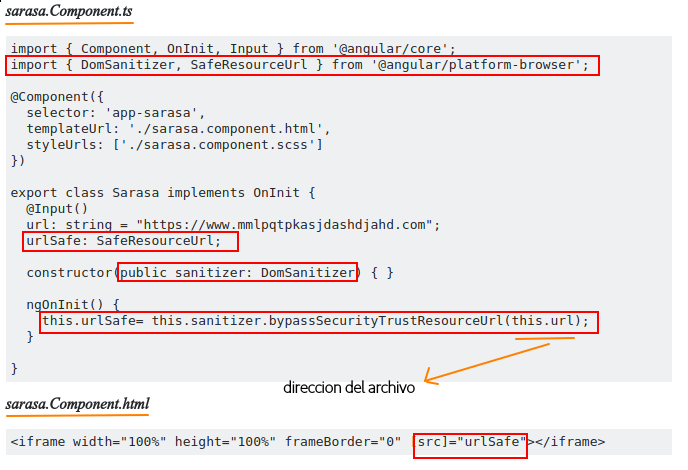 sarasa.Component.ts
import { Component, OnInit, Input } from '@angular/core';
import { DomSanitizer, SafeResourceUrl } from '@angular/platform-browser';
@Component({
selector: 'app-sarasa',
templateUrl: './sarasa.component.html',
styleUrls: ['./sarasa.component.scss']
})
export class Sarasa implements OnInit {
@Input()
url: string = "https://www.mmlpqtpkasjdashdjahd.com";
urlSafe: SafeResourceUrl;
constructor(public sanitizer: DomSanitizer) { }
ngOnInit() {
this.urlSafe= this.sanitizer.bypassSecurityTrustResourceUrl(this.url);
}
}
direccion del archivo
sarasa.Component.html
<iframe width="100%" height="100%" frameBorder="0" [src]="urlSafe"></iframe>